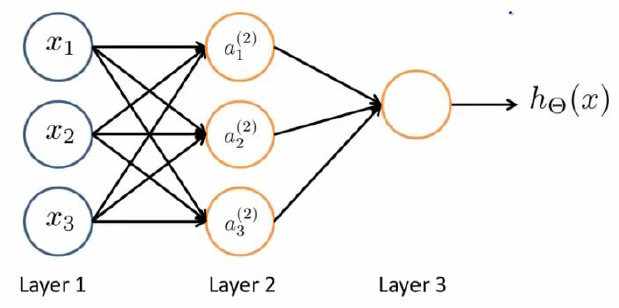 x₁ a₁⁽²⁾
x₂ a₂⁽²⁾ h_Θ(x)
x₃ a₃⁽²⁾
Layer 1 Layer 2 Layer 3